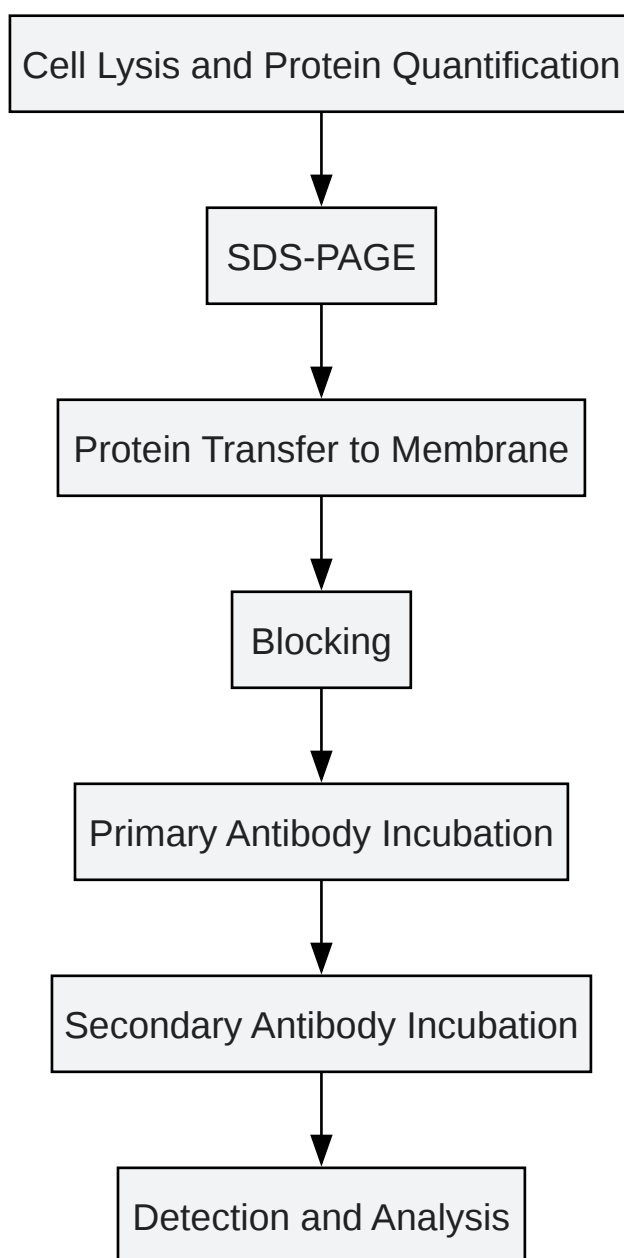 Cell Lysis and Protein Quantification
SDS-PAGE
Protein Transfer to Membrane
Blocking
Primary Antibody Incubation
Secondary Antibody Incubation
Detection and Analysis